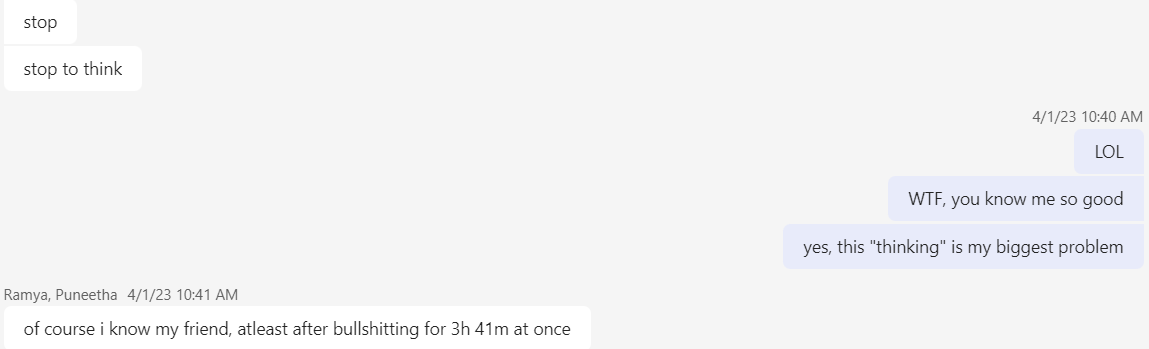 stop
stop to think
4/1/23 10:40 AM
LOL
WTF, you know me so good
yes, this "thinking" is my biggest problem
Ramya, Puneetha 4/1/23 10:41 AM
of course i know my friend, atleast after bullshitting for 3h 41m at once